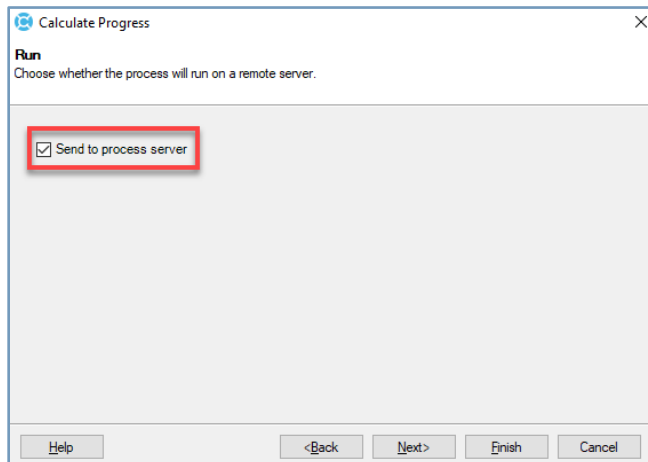 Calculate Progress
Run
Choose whether the process will run on a remote server.
Send to process server
Help
<Back
Next>
Finish
Cancel